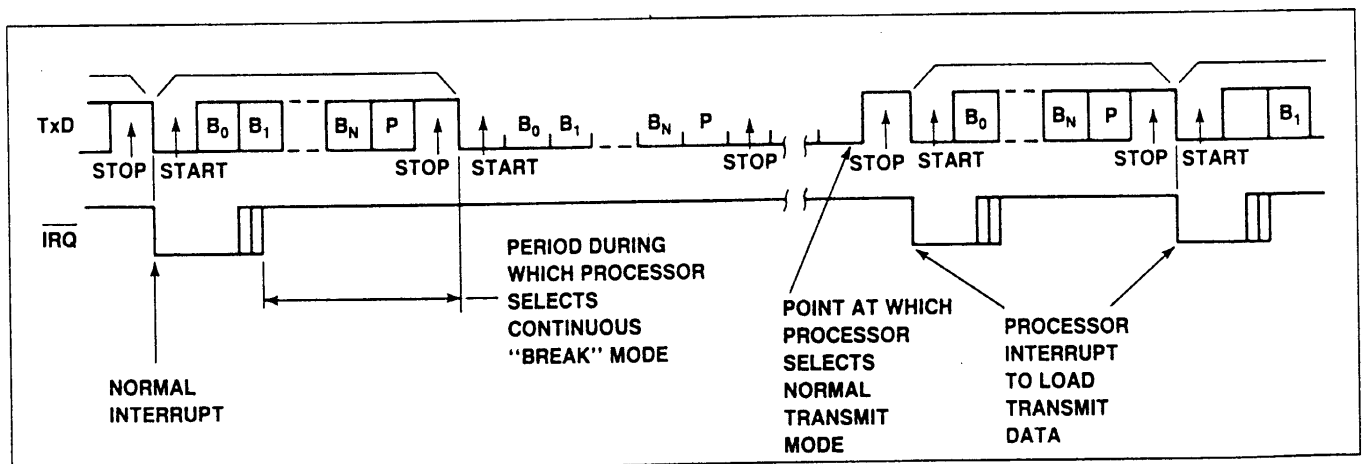 TxD
B₀ B₁ Bₙ P B₀ B₁ Bₙ P B₀ Bₙ P B₁
STOP START STOP START STOP STOP START STOP START
IRQ
NORMAL
INTERRUPT
PERIOD DURING
WHICH PROCESSOR
SELECTS
CONTINUOUS
"BREAK" MODE
POINT AT WHICH
PROCESSOR
SELECTS
NORMAL
TRANSMIT
MODE
PROCESSOR
INTERRUPT
TO LOAD
TRANSMIT
DATA